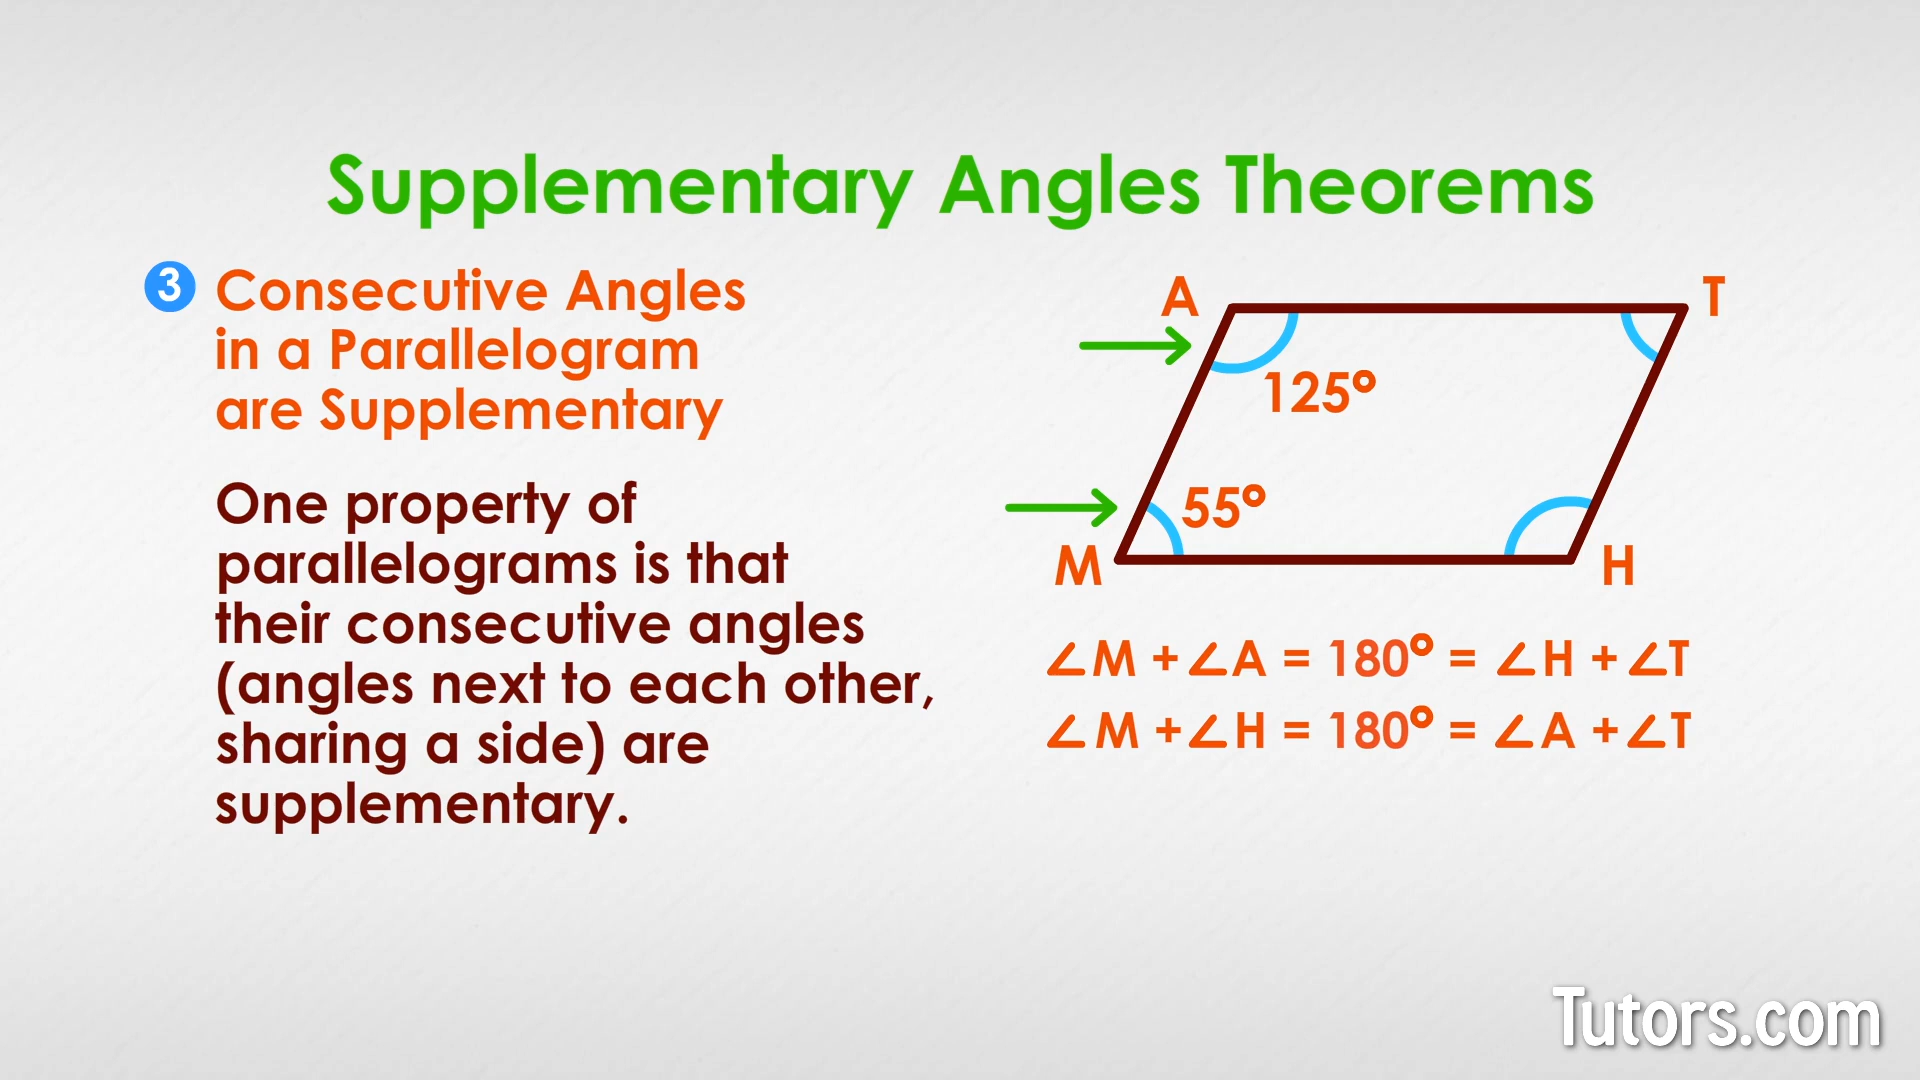 Supplementary Angles Theorems
3 Consecutive Angles
in a Parallelogram
are Supplementary
One property of
parallelograms is that
their consecutive angles
(angles next to each other,
sharing a side) are
supplementary.
A T
125°
55°
M H
∠M +∠A = 180° = ∠H +∠T
∠M +∠H = 180° = ∠A +∠T
Tutors.com